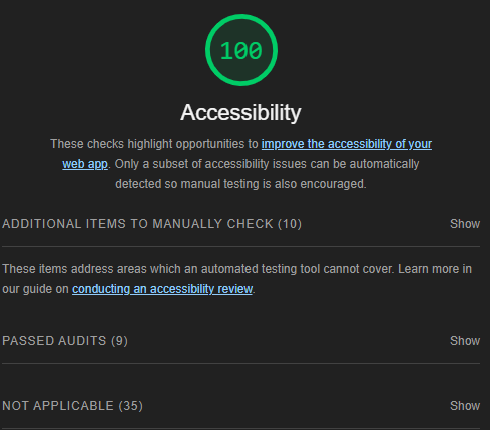 100
Accessibility
These checks highlight opportunities to improve the accessibility of your
web app. Only a subset of accessibility issues can be automatically
detected so manual testing is also encouraged.
ADDITIONAL ITEMS TO MANUALLY CHECK (10) Show
These items address areas which an automated testing tool cannot cover. Learn more in
our guide on conducting an accessibility review.
PASSED AUDITS (9) Show
NOT APPLICABLE (35) Show